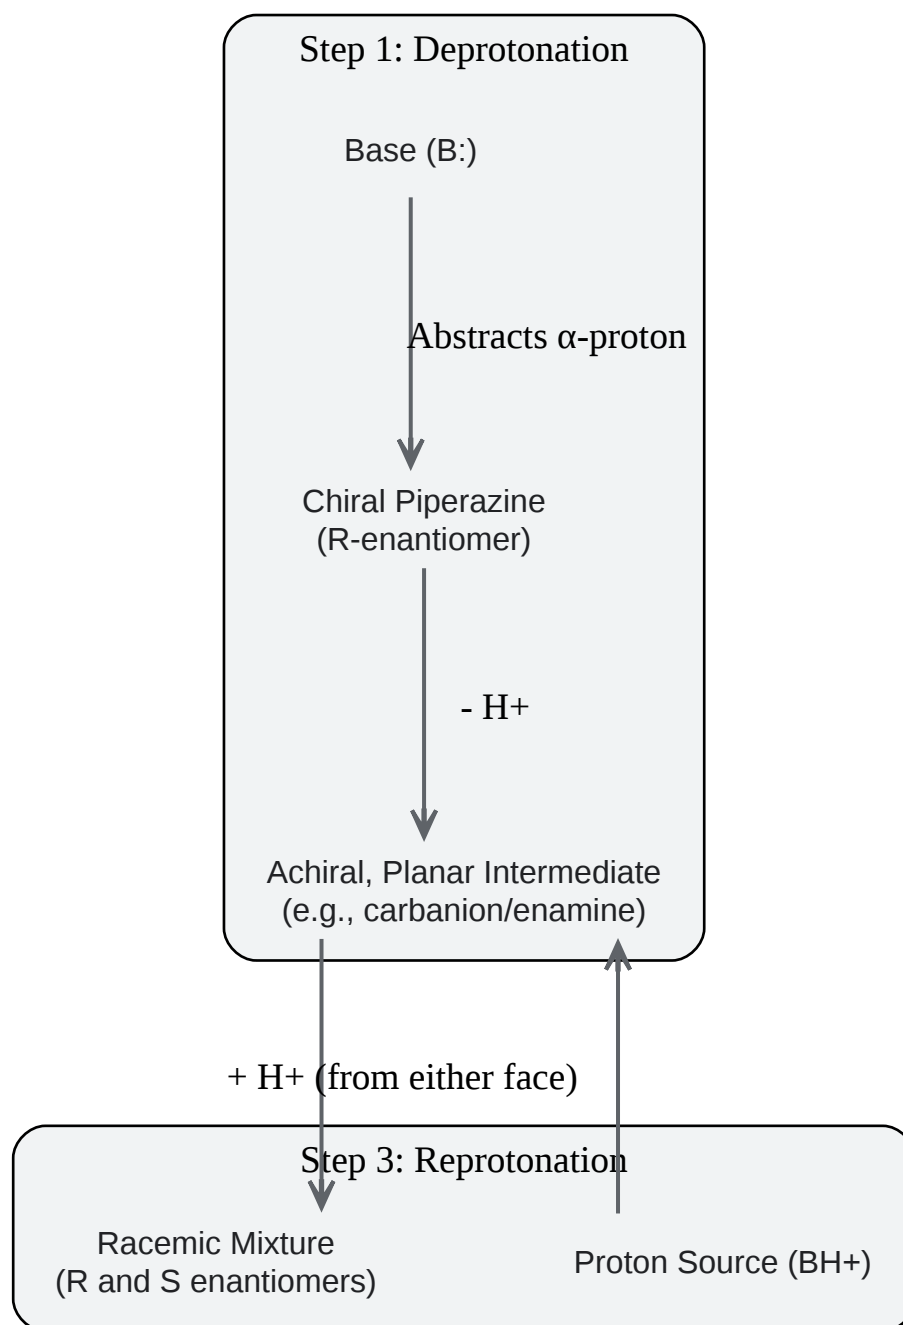 Step 1: Deprotonation
Base (B:)
Abstracts α-proton
Chiral Piperazine
(R-enantiomer)
- H+
Achiral, Planar Intermediate
(e.g., carbanion/enamine)
+ H+ (from either face)
Step 3: Reprotonation
Racemic Mixture
(R and S enantiomers)
Proton Source (BH+)